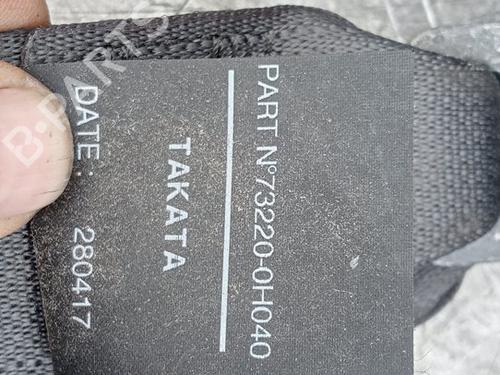 PART N°73220-0H040
TAKATA
DATE: 280417
B-PARTS